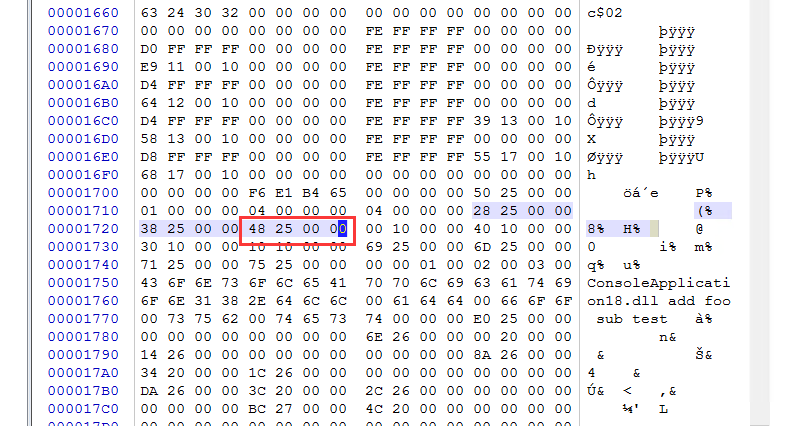 00001660 63 24 30 32 00 00 00 00 00 00 00 00 00 00 00 00 c$02
00001670 00 00 00 00 00 00 00 00 FE FF FF FF 00 00 00 00 þÿÿÿ
00001680 D0 FF FF FF 00 00 00 00 FE FF FF FF 00 00 00 00 Ðÿÿÿ þÿÿÿ
00001690 E9 11 00 10 00 00 00 00 FE FF FF FF 00 00 00 00 é þÿÿÿ
000016A0 D4 FF FF FF 00 00 00 00 FE FF FF FF 00 00 00 00 Ôÿÿÿ þÿÿÿ
000016B0 64 12 00 10 00 00 00 00 FE FF FF FF 00 00 00 00 d þÿÿÿ
000016C0 D4 FF FF FF 00 00 00 00 FE FF FF FF 39 13 00 10 Ôÿÿÿ þÿÿÿ9
000016D0 58 13 00 10 00 00 00 00 FE FF FF FF 00 00 00 00 X þÿÿÿ
000016E0 D8 FF FF FF 00 00 00 00 FE FF FF FF 55 17 00 10 Øÿÿÿ þÿÿÿU
000016F0 68 17 00 10 00 00 00 00 00 00 00 00 00 00 00 00 h
00001700 00 00 00 00 F6 E1 B4 65 00 00 00 00 50 25 00 00 öá´e P%
00001710 01 00 00 00 04 00 00 00 04 00 00 00 28 25 00 00 (%
00001720 38 25 00 00 48 25 00 00 00 10 00 00 40 10 00 00 8% H% @
00001730 30 10 00 00 10 10 00 00 69 25 00 00 6D 25 00 00 0 i% m%
00001740 71 25 00 00 75 25 00 00 00 00 01 00 02 00 03 00 q% u%
00001750 43 6F 6E 73 6F 6C 65 41 70 70 6C 69 63 61 74 69 ConsoleApplicati
00001760 6F 6E 31 38 2E 64 6C 6C 00 61 64 64 00 66 6F 6F on18.dll add foo
00001770 00 73 75 62 00 74 65 73 74 00 00 00 E0 25 00 00 sub test à%
00001780 00 00 00 00 00 00 00 00 6E 26 00 00 00 20 00 00 n&
00001790 14 26 00 00 00 00 00 00 00 00 00 00 8A 26 00 00 & Š&
000017A0 34 20 00 00 1C 26 00 00 00 00 00 00 00 00 00 00 4 &
000017B0 DA 26 00 00 3C 20 00 00 2C 26 00 00 00 00 00 00 Ú& < ,&
000017C0 00 00 00 00 BC 27 00 00 4C 20 00 00 00 00 00 00 ¼' L